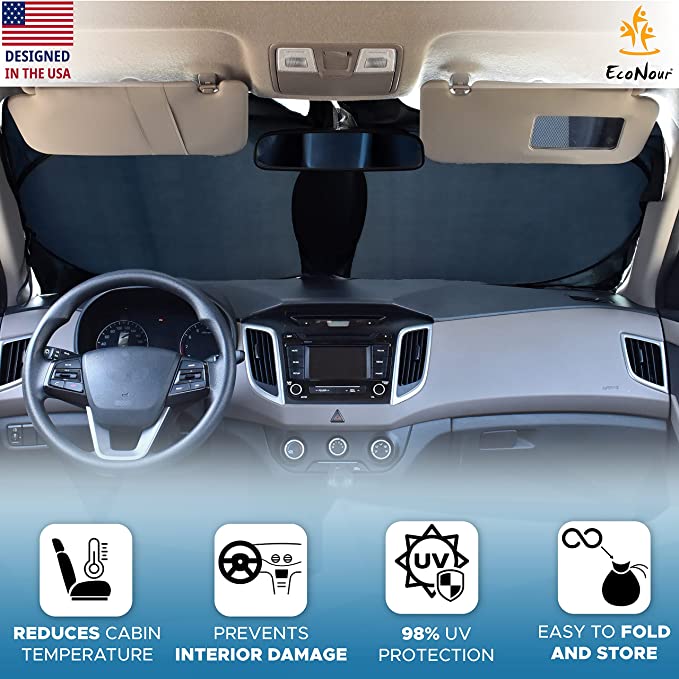 DESIGNED
IN THE USA
EcoNour®
REDUCES CABIN
TEMPERATURE
PREVENTS
INTERIOR DAMAGE
UV
98% UV
PROTECTION
EASY TO FOLD
AND STORE